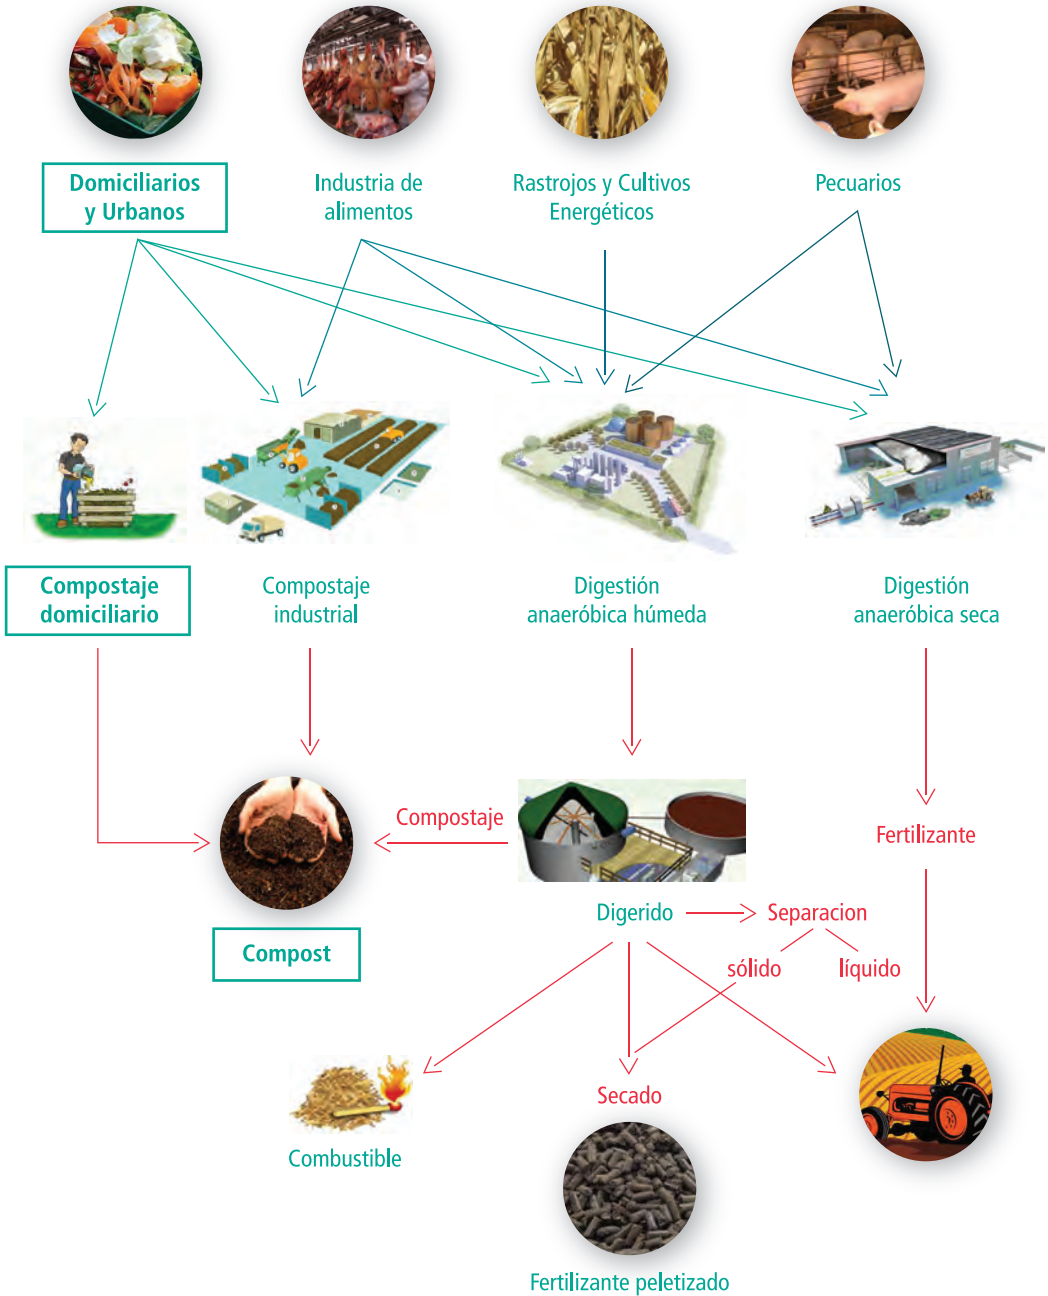 Domiciliarios
y Urbanos
Industria de
alimentos
Rastrojos y Cultivos
Energéticos
Pecuarios
Compostaje
domiciliario
Compostaje
industrial
Digestión
anaeróbica húmeda
Digestión
anaeróbica seca
Compostaje
Fertilizante
Digerido
Separacion
Compost
sólido
líquido
Secado
Combustible
Fertilizante peletizado